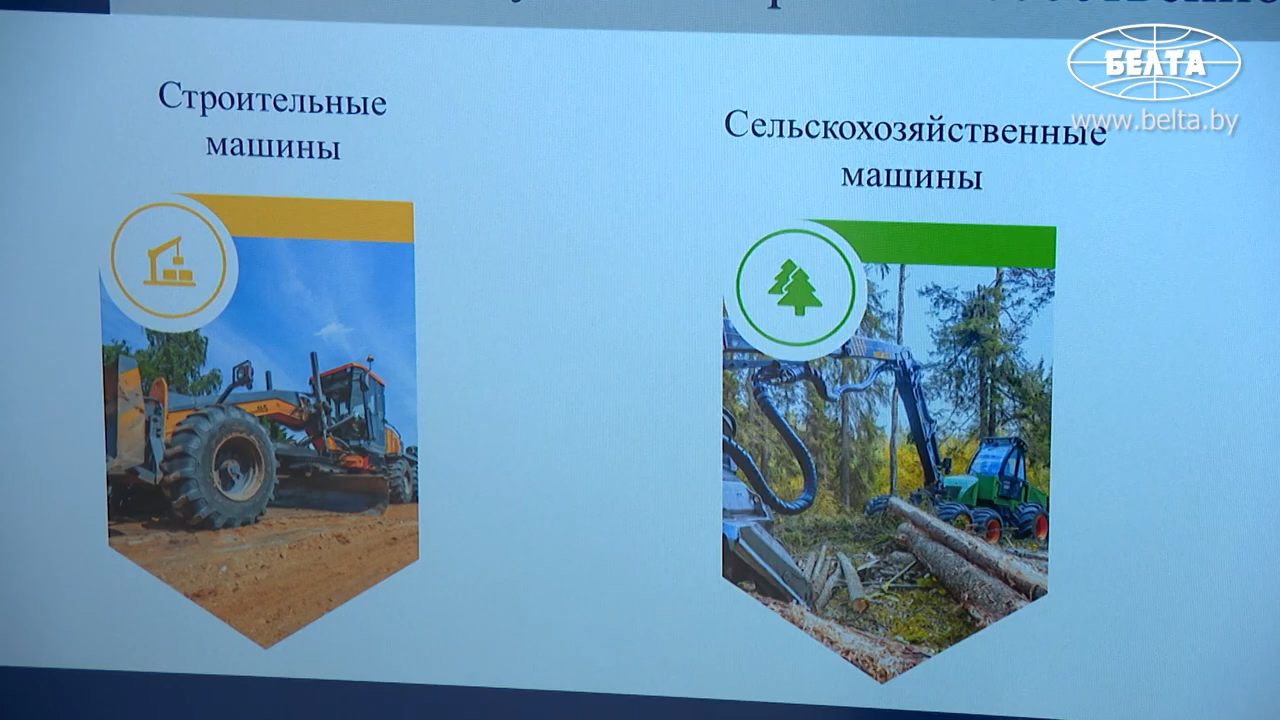 БЕЛТА
www.belta.by
Строительные
машины
Сельскохозяйственные
машины